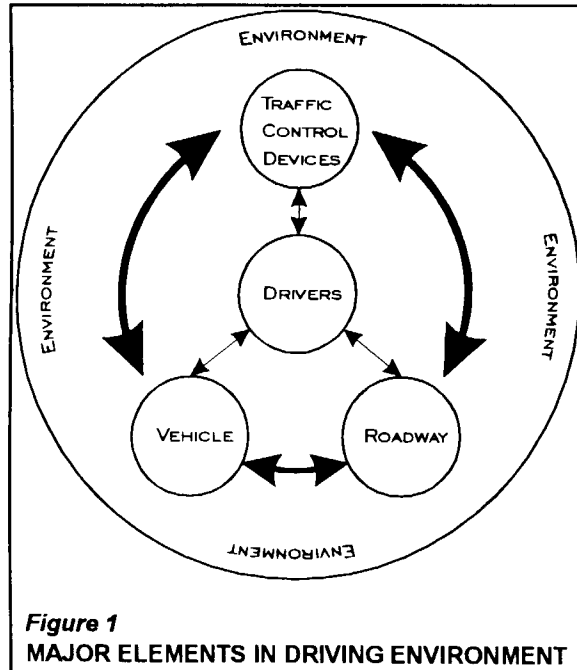 ENVIRONMENT
TRAFFIC
CONTROL
DEVICES
ENVIRONMENT
ENVIRONMENT
DRIVERS
VEHICLE
ROADWAY
ENVIRONMENT
Figure 1
MAJOR ELEMENTS IN DRIVING ENVIRONMENT